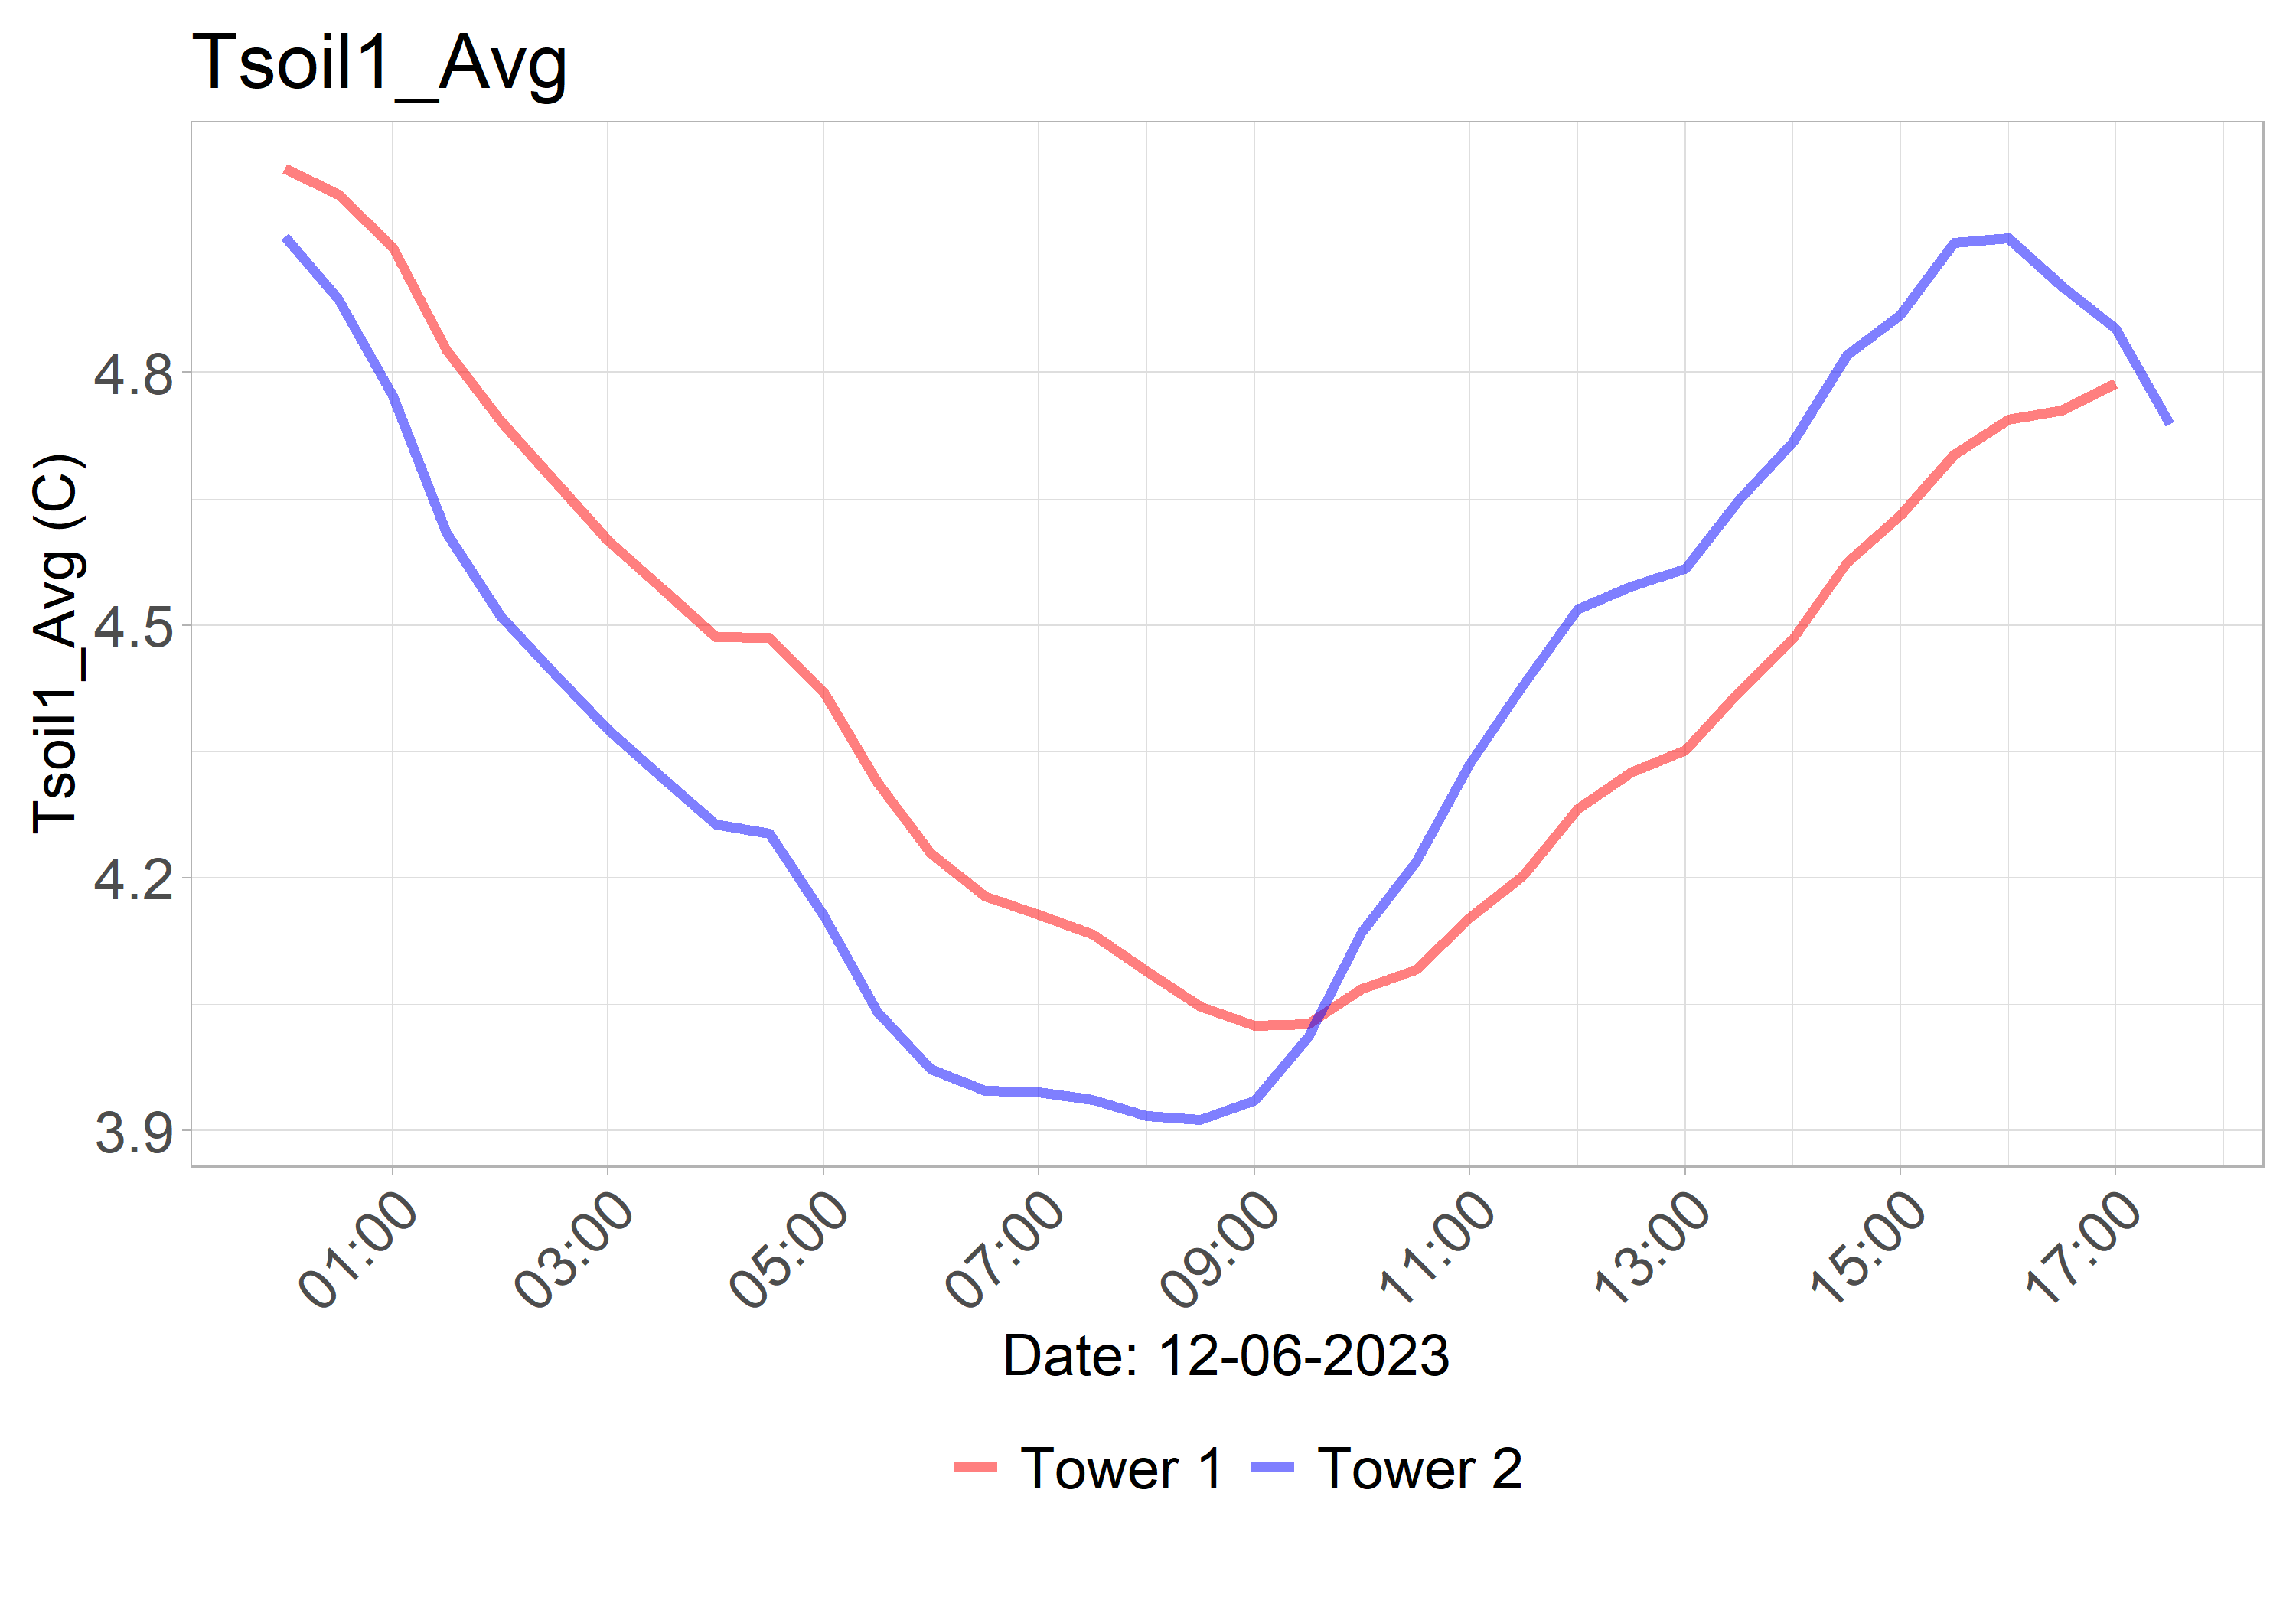 Tsoil1_Avg
Tsoil1_Avg (C)
4.8
4.5
4.2
3.9
01:00 03:00 05:00 07:00 09:00 11:00 13:00 15:00 17:00
Date: 12-06-2023
Tower 1 Tower 2